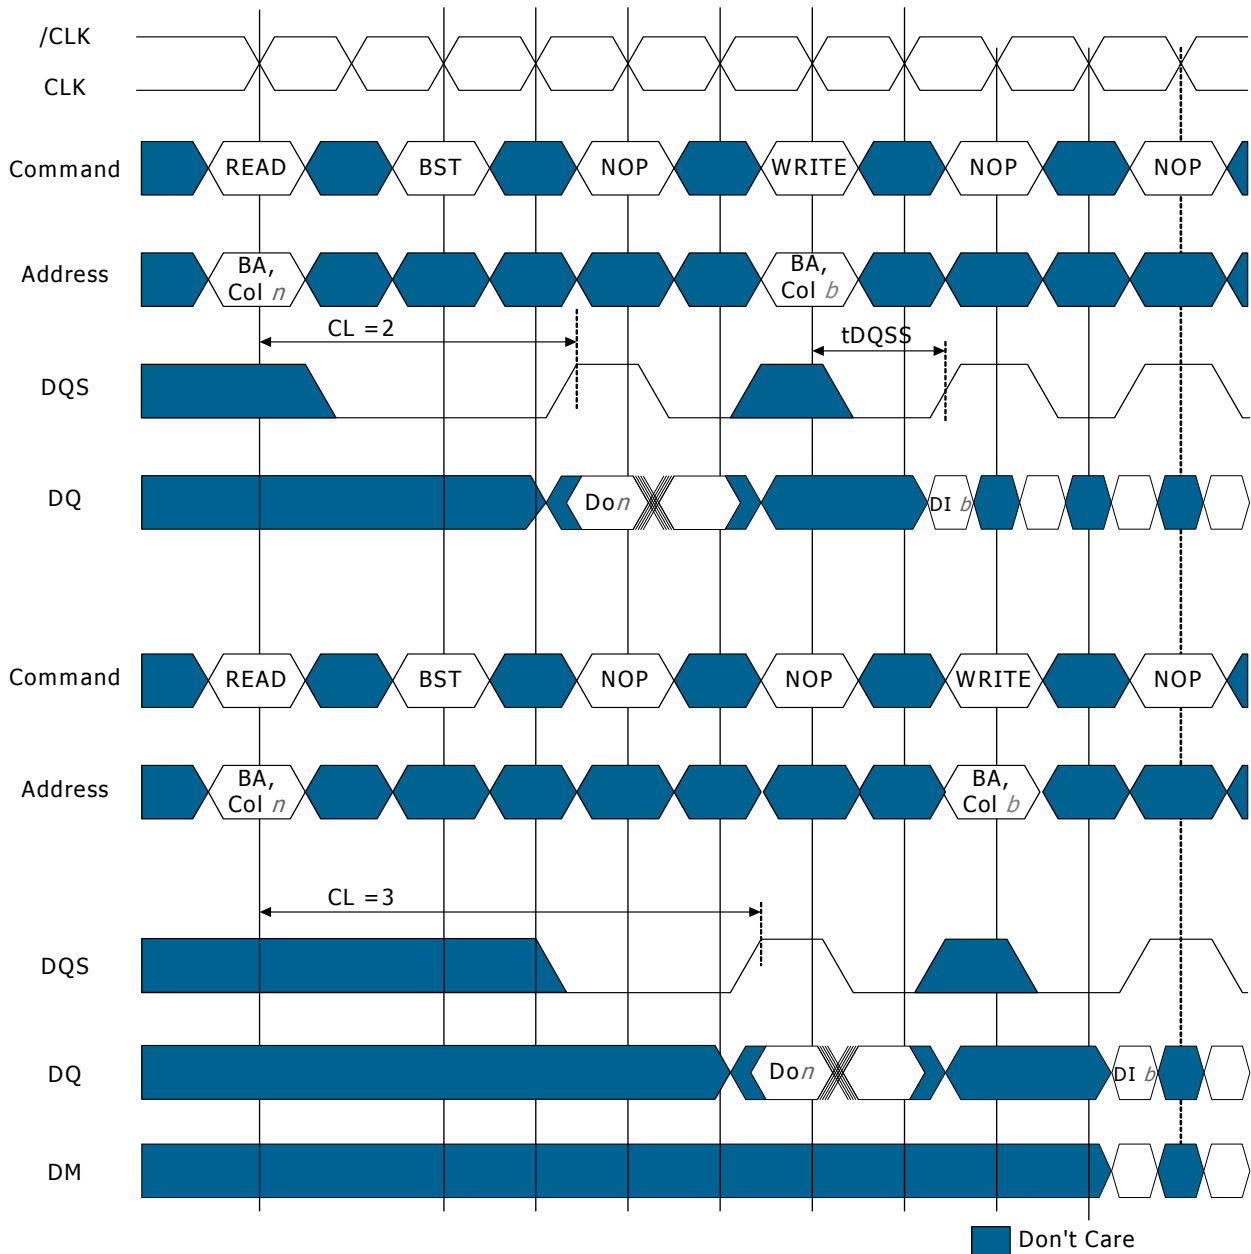 /CLK
CLK
Command READ BST NOP WRITE NOP NOP
Address BA, Col n BA, Col b
CL =2 tDQSS
DQS
DQ Don DI b
Command READ BST NOP NOP WRITE NOP
Address BA, Col n BA, Col b
CL =3
DQS
DQ Don DI b
DM
Don't Care